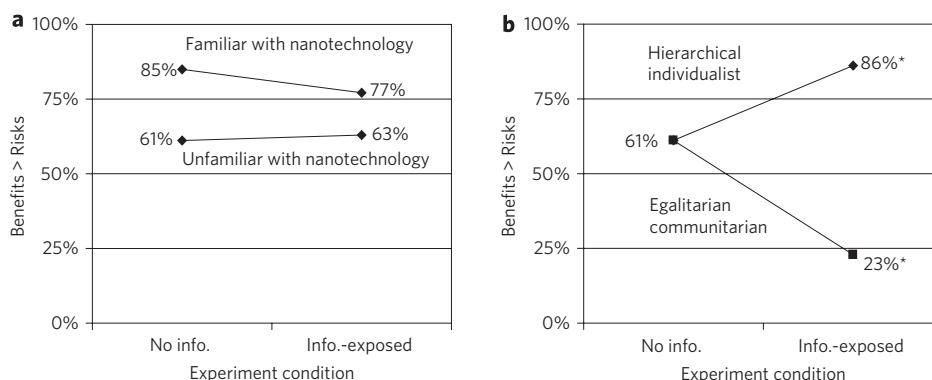 a
100%
75%
50%
25%
0%
Benefits > Risks
Familiar with nanotechnology
85%
77%
61%
63%
Unfamiliar with nanotechnology
No info.
Info.-exposed
Experiment condition
b
100%
75%
50%
25%
0%
Benefits > Risks
Hierarchical
individualist
86%*
61%
Egalitarian
communitarian
23%*
No info.
Info.-exposed
Experiment condition